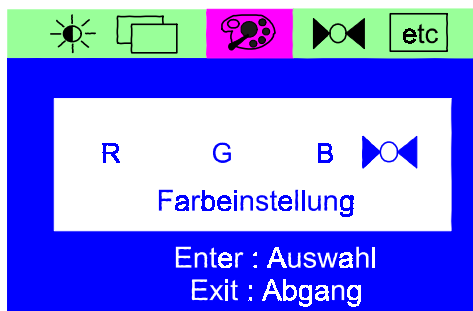 etc
R G B
Farbeinstellung
Enter : Auswahl
Exit : Abgang